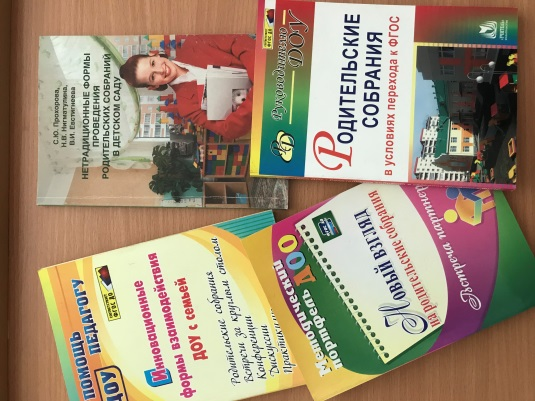 С.Ю. Прохорова,
Н.В. Нигматулина,
В.И. Евстигнеева
НЕТРАДИЦИОННЫЕ ФОРМЫ
ПРОВЕДЕНИЯ
РОДИТЕЛЬСКИХ СОБРАНИЙ
В ДЕТСКОМ САДУ
Руководителю
ДОУ
РОДИТЕЛЬСКИЕ
СОБРАНИЯ
в условиях перехода к ФГОС
В ПОМОЩЬ ПЕДАГОГУ
ДОУ
Инновационные
формы взаимодействия
ДОУ с семьей
Родительские собрания
Встречи за круглым столом
Конференции
Дискуссии
Методический
портфель ДОО
Новый взгляд
на родительские собрания
Встреча партнеров